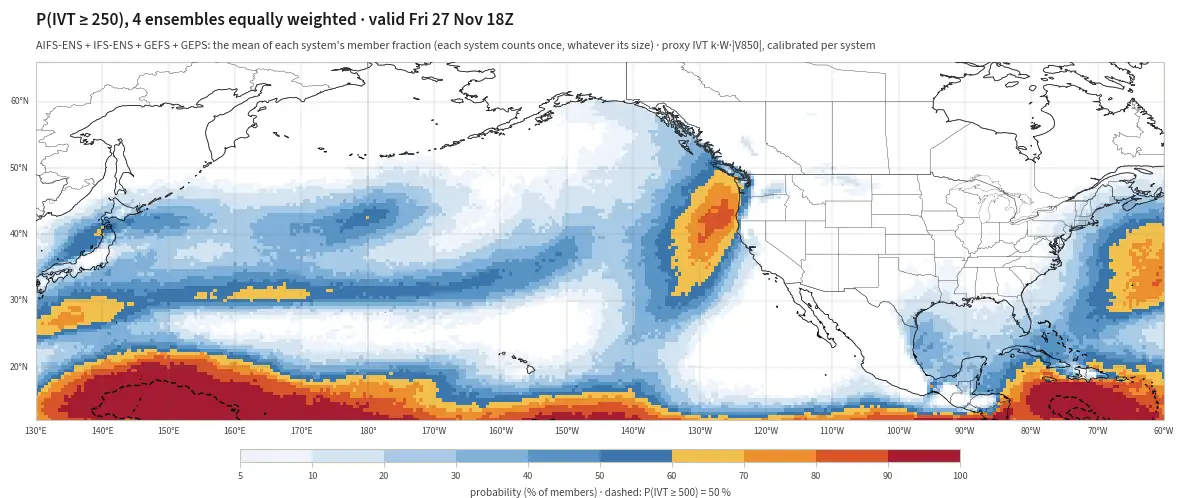 P(IVT ≥ 250), 4 ensembles equally weighted · valid Fri 27 Nov 18Z
AIFS-ENS + IFS-ENS + GEFS + GEPS: the mean of each system's member fraction (each system counts once, whatever its size) · proxy IVT k·W·|V850|, calibrated per system
60°N
50°N
40°N
30°N
20°N
130°E 140°E 150°E 160°E 170°E 180° 170°W 160°W 150°W 140°W 130°W 120°W 110°W 100°W 90°W 80°W 70°W 60°W
5 10 20 30 40 50 60 70 80 90 100
probability (% of members) · dashed: P(IVT ≥ 500) = 50 %